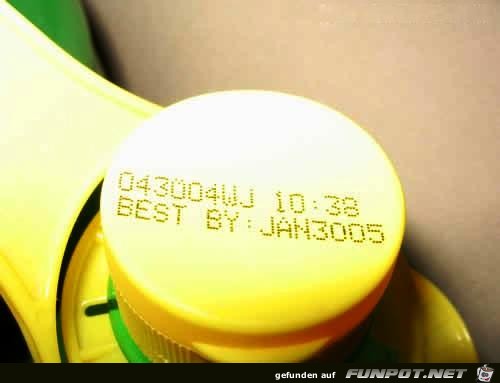 043004WJ 10:38
BEST BY:JAN3005
gefunden auf FUNPOT.NET